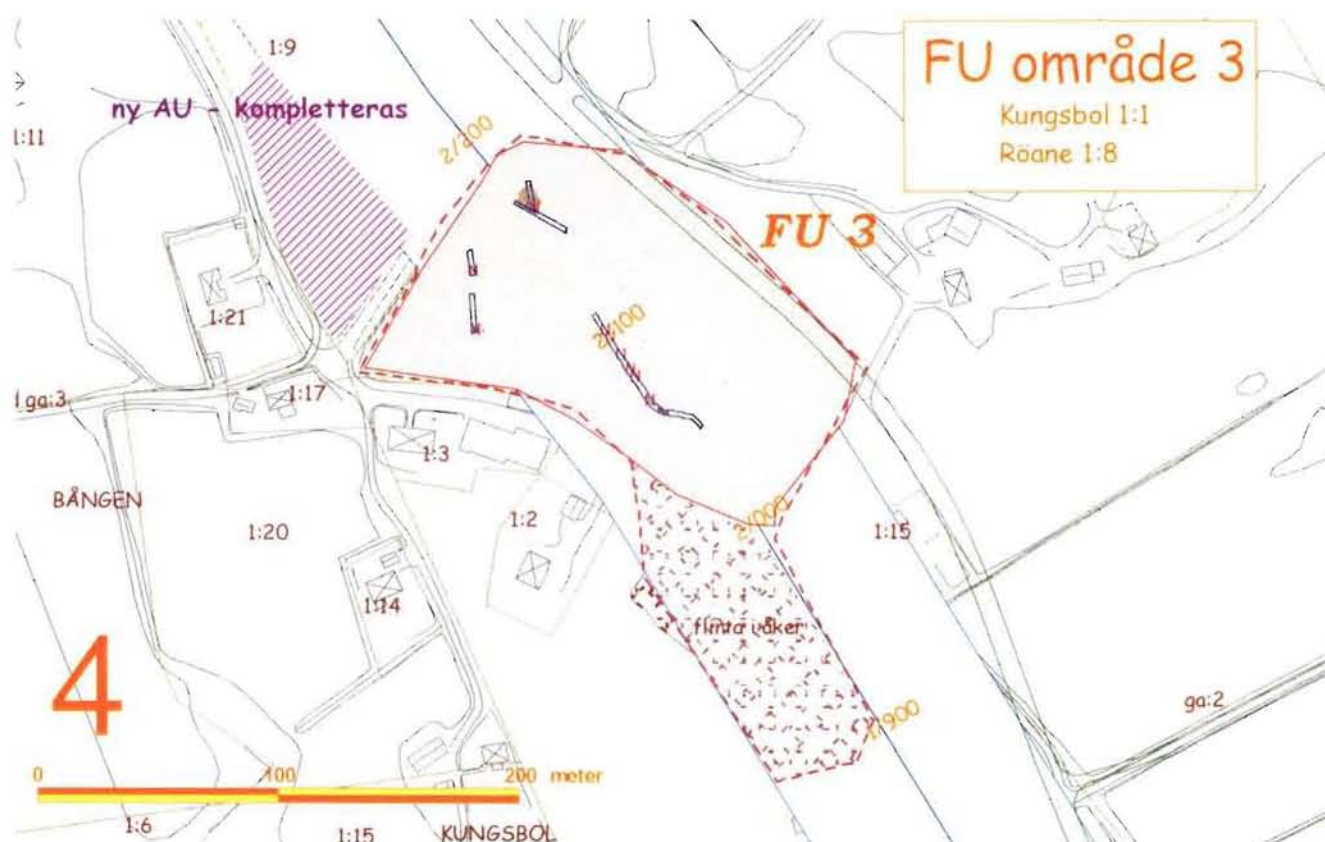 1:9
FU område 3
Kungsbol 1:1
Röane 1:8
ny AU - kompletteras
1:11
2/200
FU 3
1:21
2/100
1:17
ga:3
1:3
BÅNGEN
1:20
1:2
2/000
1:15
1:14
flinta i åker
4
1/900
ga:2
0 100 200 meter
1:6
1:15
KUNGSBOL